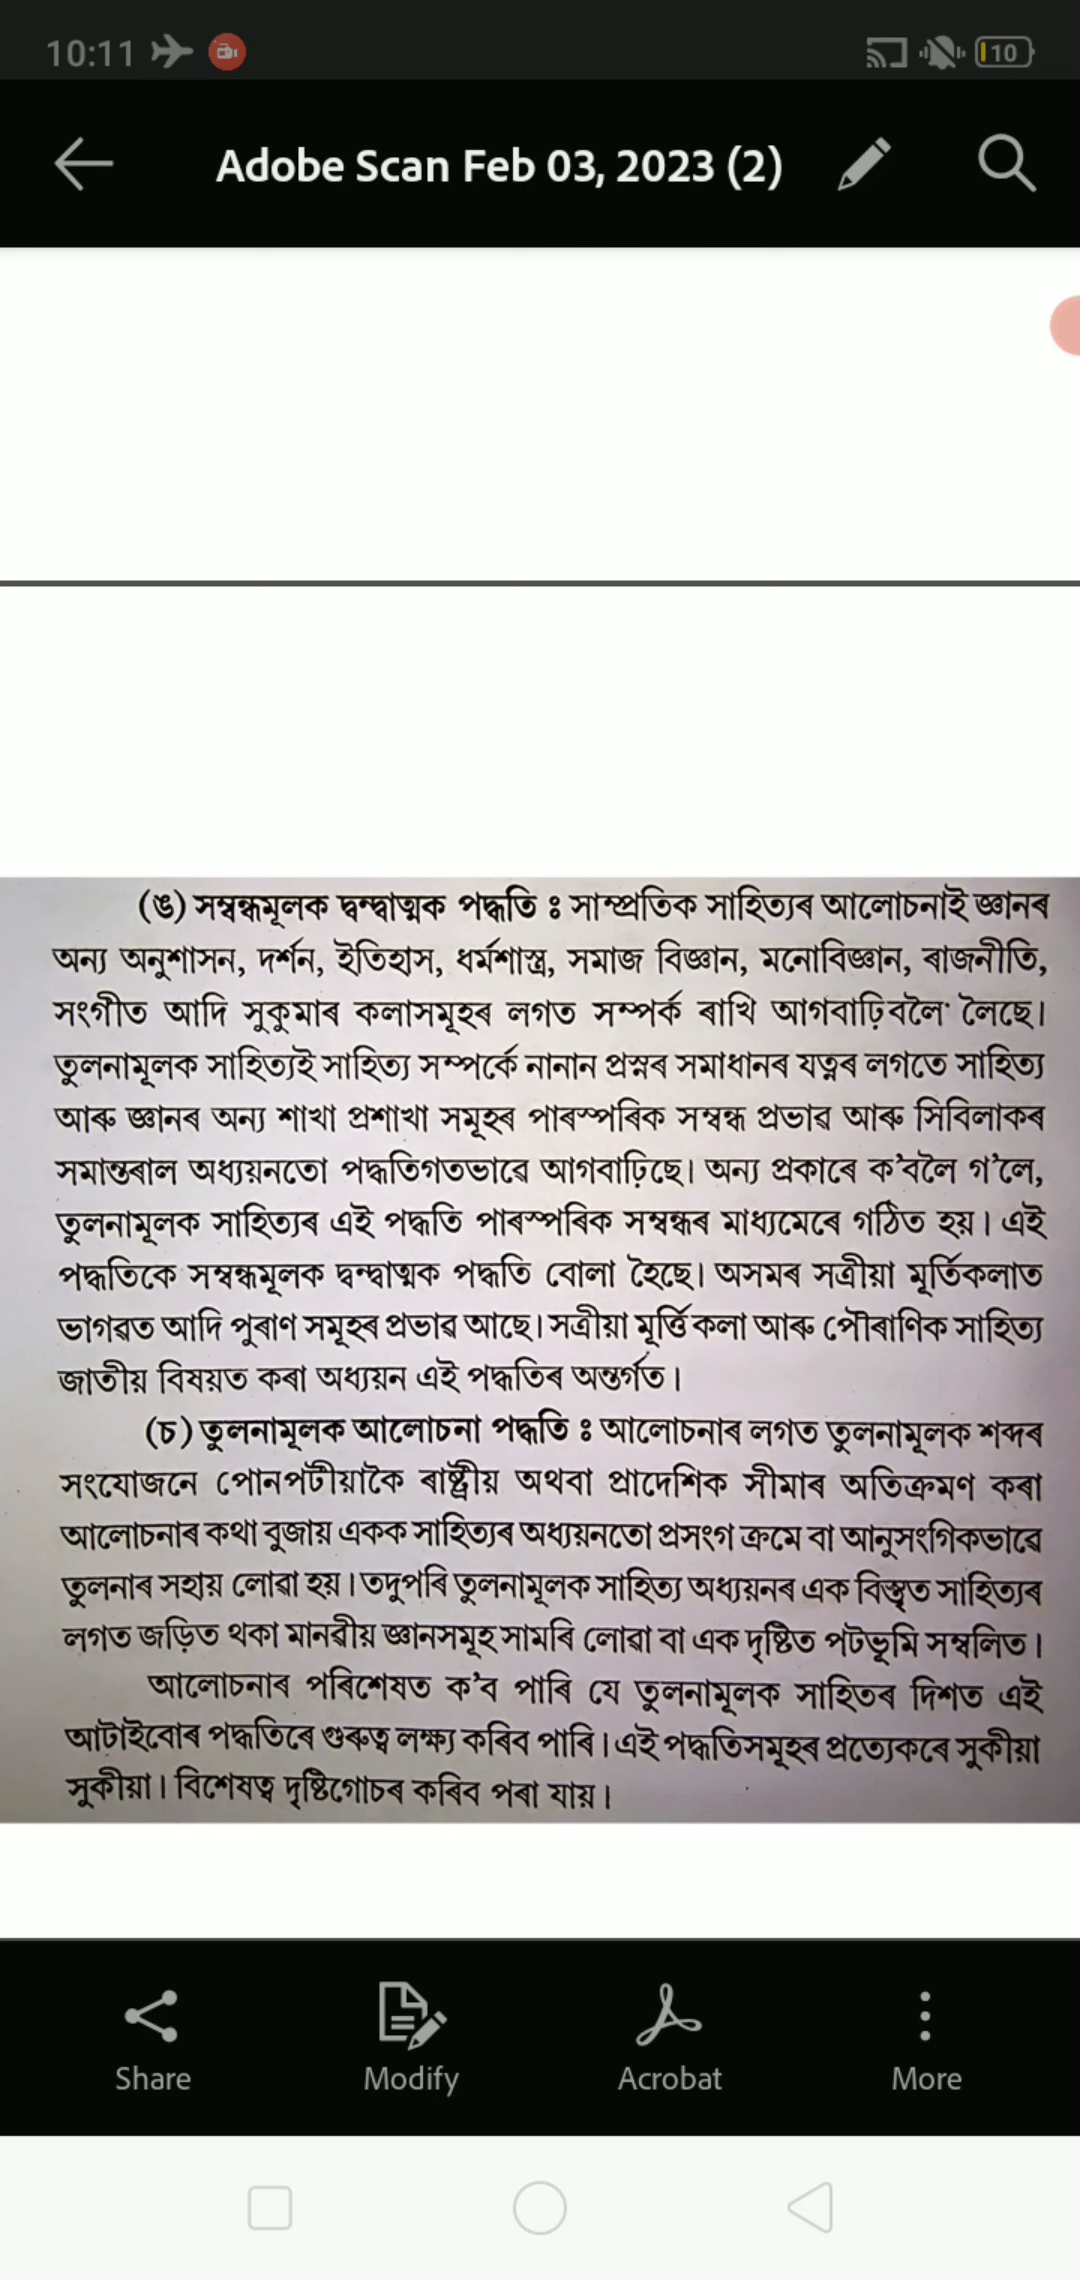 10:11
10
Adobe Scan Feb 03, 2023 (2)
(ঙ) সম্বন্ধমূলক দ্বন্দ্বাত্মক পদ্ধতি ঃ সাম্প্ৰতিক সাহিত্যৰ আলোচনাই জ্ঞানৰ
অন্য অনুশাসন, দৰ্শন, ইতিহাস, ধৰ্মশাস্ত্ৰ, সমাজ বিজ্ঞান, মনোবিজ্ঞান, ৰাজনীতি,
সংগীত আদি সুকুমাৰ কলাসমূহৰ লগত সম্পৰ্ক ৰাখি আগবাঢ়িবলৈ লৈছে।
তুলনামূলক সাহিত্যই সাহিত্য সম্পৰ্কে নানান প্ৰস্নৰ সমাধানৰ যত্নৰ লগতে সাহিত্য
আৰু জ্ঞানৰ অন্য শাখা প্ৰশাখা সমূহৰ পাৰস্পৰিক সম্বন্ধ প্ৰভাৱ আৰু সিবিলাকৰ
সমান্তৰাল অধ্যয়নতো পদ্ধতিগতভাৱে আগবাঢ়িছে। অন্য প্ৰকাৰে ক'বলৈ গ'লে,
তুলনামূলক সাহিত্যৰ এই পদ্ধতি পাৰস্পৰিক সম্বন্ধৰ মাধ্যমেৰে গঠিত হয়। এই
পদ্ধতিকে সম্বন্ধমূলক দ্বন্দ্বাত্মক পদ্ধতি বোলা হৈছে। অসমৰ সত্ৰীয়া মূৰ্তিকলাত
ভাগৱত আদি পুৰাণ সমূহৰ প্ৰভাৱ আছে। সত্ৰীয়া মূৰ্ত্তিকলা আৰু পৌৰাণিক সাহিত্য
জাতীয় বিষয়ত কৰা অধ্যয়ন এই পদ্ধতিৰ অন্তৰ্গত।
(চ) তুলনামূলক আলোচনা পদ্ধতি ঃ আলোচনাৰ লগত তুলনামূলক শব্দৰ
সংযোজনে পোনপটীয়াকৈ ৰাষ্ট্ৰীয় অথবা প্ৰাদেশিক সীমাৰ অতিক্ৰমণ কৰা
আলোচনাৰ কথা বুজায় একক সাহিত্যৰ অধ্যয়নতো প্ৰসংগ ক্ৰমে বা আনুসংগিকভাৱে
তুলনাৰ সহায় লোৱা হয়। তদুপৰি তুলনামূলক সাহিত্য অধ্যয়নৰ এক বিস্তৃত সাহিত্যৰ
লগত জড়িত থকা মানৱীয় জ্ঞানসমূহ সামৰি লোৱা বা এক দৃষ্টিত পটভূমি সম্বলিত।
আলোচনাৰ পৰিশেষত ক'ব পাৰি যে তুলনামূলক সাহিতৰ দিশত এই
আটাইবোৰ পদ্ধতিৰে গুৰুত্ব লক্ষ্য কৰিব পাৰি। এই পদ্ধতিসমূহৰ প্ৰত্যেকৰে সুকীয়া
সুকীয়া। বিশেষত্ব দৃষ্টিগোচৰ কৰিব পৰা যায়।
Share
Modify
Acrobat
More